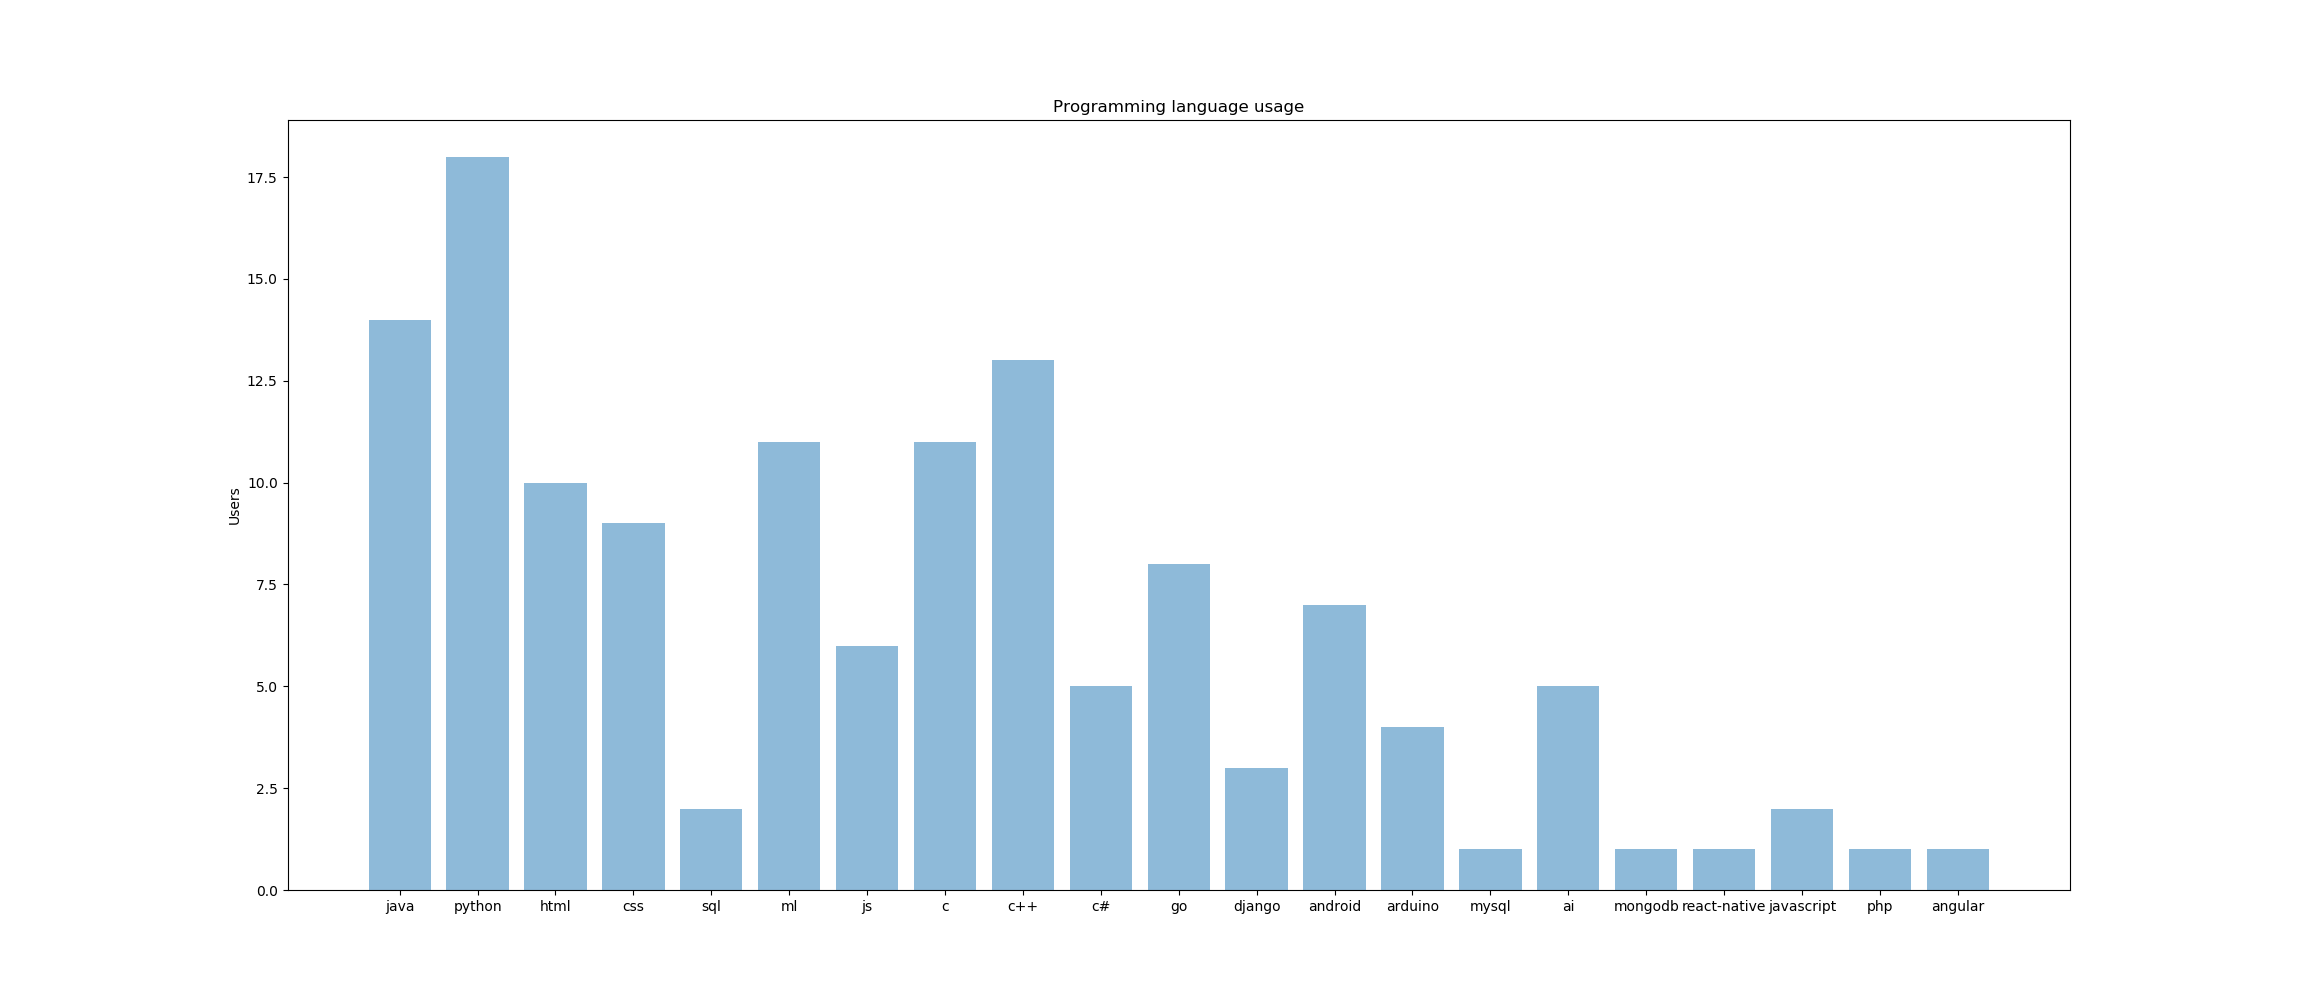 Programming language usage
17.5
15.0
12.5
10.0
7.5
5.0
2.5
0.0
Users
java python html css sql ml js c c++ c# go django android arduino mysql ai mongodb react-native javascript php angular